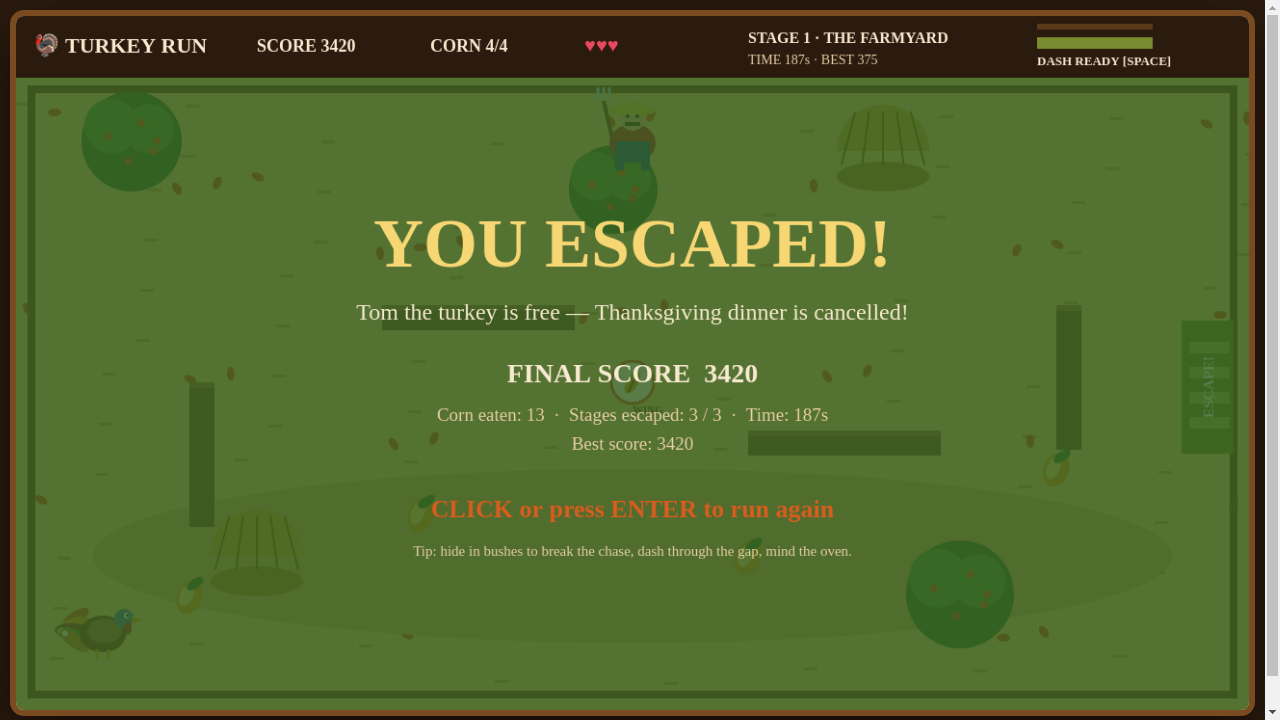 TURKEY RUN
SCORE 3420
CORN 4/4
♥♥♥
STAGE 1 · THE FARMYARD
TIME 187s · BEST 375
DASH READY [SPACE]
YOU ESCAPED!
Tom the turkey is free — Thanksgiving dinner is cancelled!
FINAL SCORE 3420
Corn eaten: 13 · Stages escaped: 3 / 3 · Time: 187s
Best score: 3420
ESCAPE!
CLICK or press ENTER to run again
Tip: hide in bushes to break the chase, dash through the gap, mind the oven.